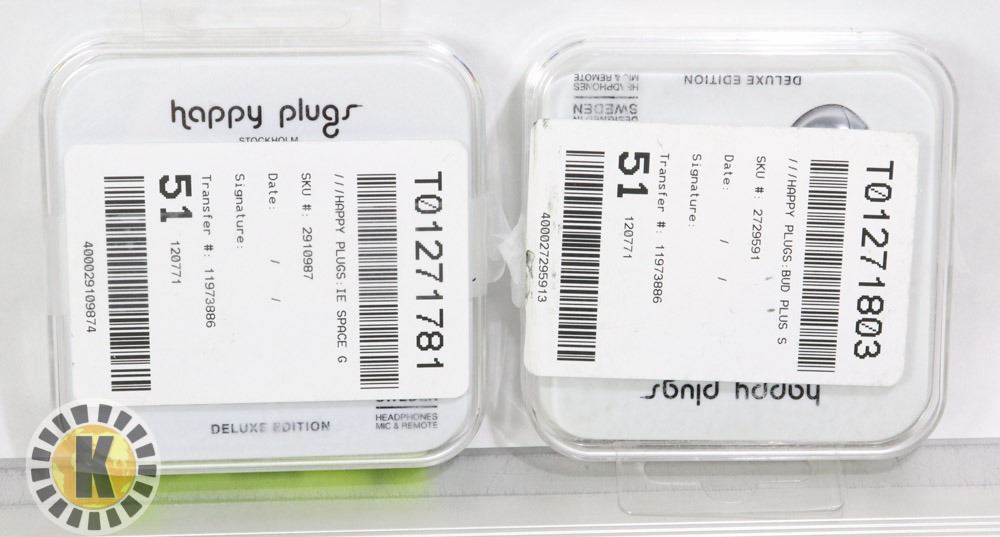 happy plugs
STOCKHOLM
T01271781
///HAPPY PLUGS:IE SPACE G
SKU #: 2910987
Date: / /
Signature:
Transfer #: 11973886
51 120771
400029109874
SWEDEN
HEADPHONES
MIC & REMOTE
DELUXE EDITION
K
T01271803
///HAPPY PLUGS:BUD PLUS S
SKU #: 2729591
Date: / /
Signature:
Transfer #: 11973886
51 120771
400027295913
happy plugs
DESIGNED IN
SWEDEN
HEADPHONES
MIC & REMOTE
DELUXE EDITION